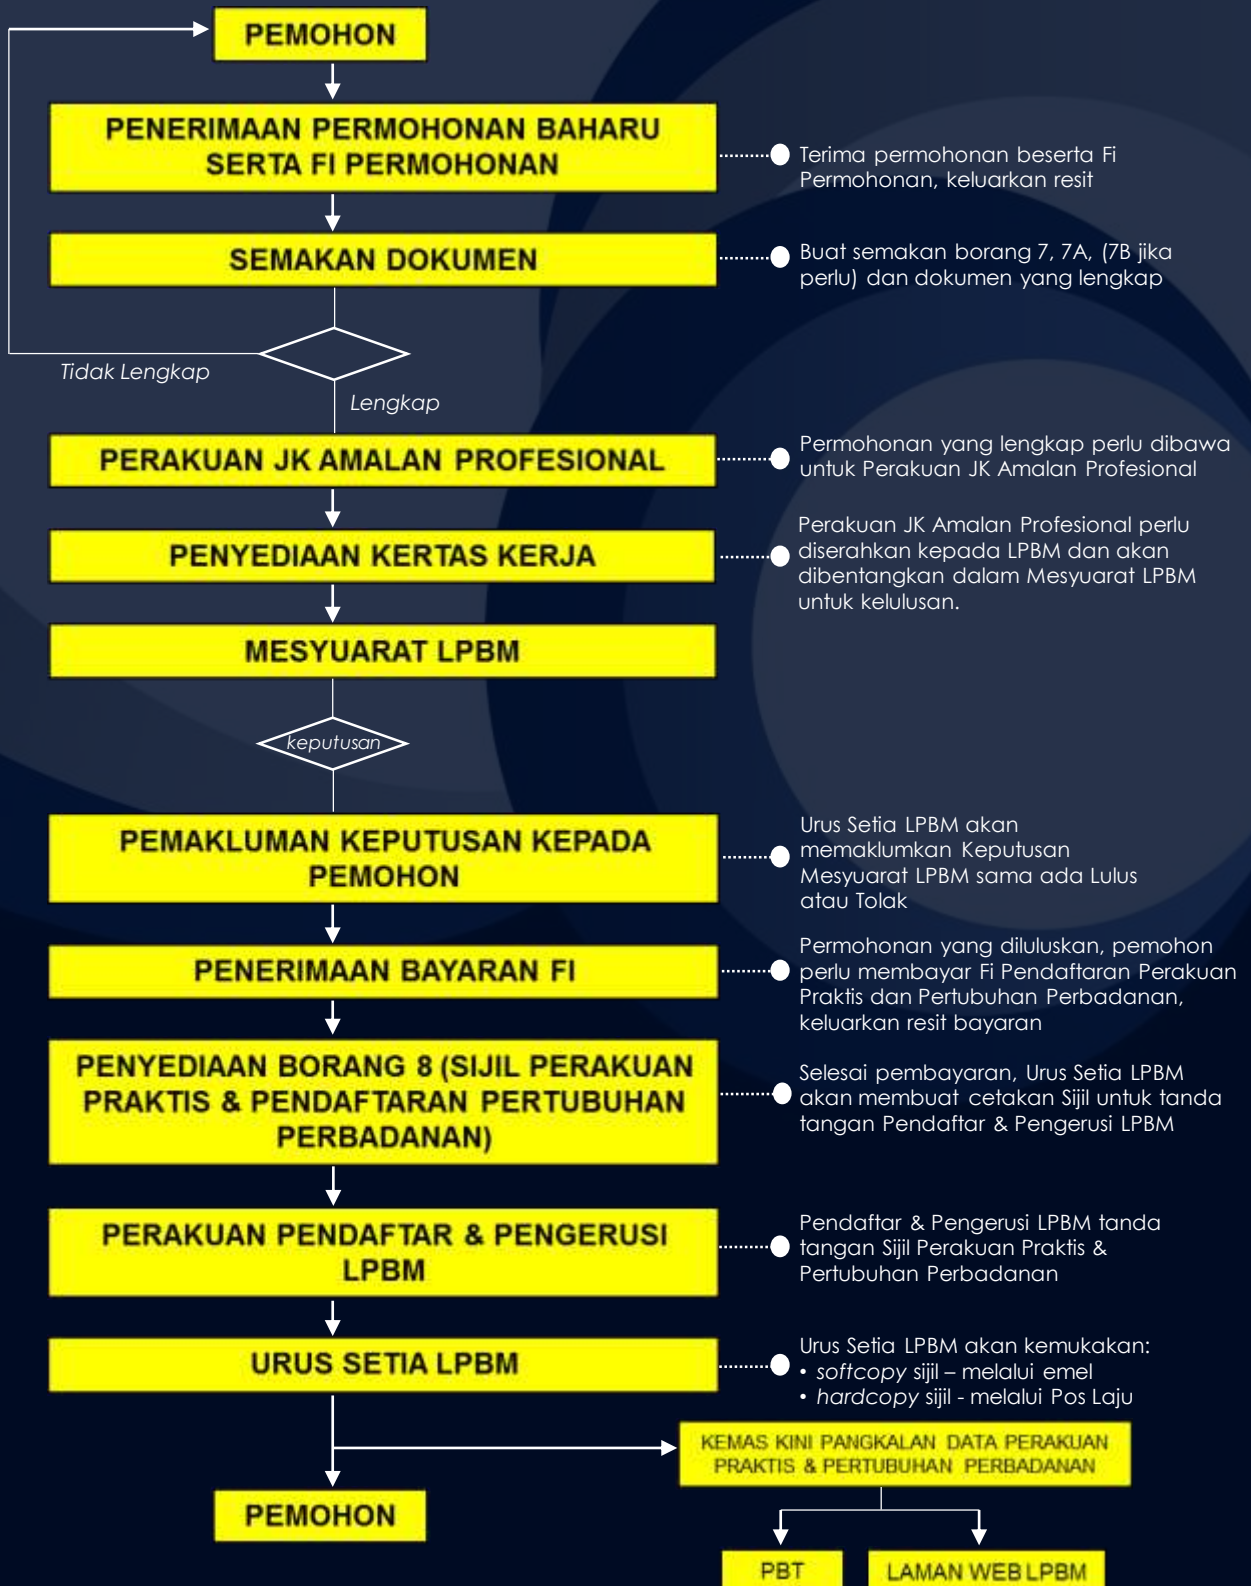 PEMOHON
PENERIMAAN PERMOHONAN BAHARU
SERTA FI PERMOHONAN
Terima permohonan beserta Fi
Permohonan, keluarkan resit
SEMAKAN DOKUMEN
Buat semakan borang 7, 7A, (7B jika
perlu) dan dokumen yang lengkap
Tidak Lengkap
Lengkap
PERAKUAN JK AMALAN PROFESIONAL
Permohonan yang lengkap perlu dibawa
untuk Perakuan JK Amalan Profesional
PENYEDIAAN KERTAS KERJA
Perakuan JK Amalan Profesional perlu
diserahkan kepada LPBM dan akan
dibentangkan dalam Mesyuarat LPBM
untuk kelulusan.
MESYUARAT LPBM
keputusan
PEMAKLUMAN KEPUTUSAN KEPADA
PEMOHON
Urus Setia LPBM akan
memaklumkan Keputusan
Mesyuarat LPBM sama ada Lulus
atau Tolak
PENERIMAAN BAYARAN FI
Permohonan yang diluluskan, pemohon
perlu membayar Fi Pendaftaran Perakuan
Praktis dan Pertubuhan Perbadanan,
keluarkan resit bayaran
PENYEDIAAN BORANG 8 (SIJIL PERAKUAN
PRAKTIS & PENDAFTARAN PERTUBUHAN
PERBADANAN)
Selesai pembayaran, Urus Setia LPBM
akan membuat cetakan Sijil untuk tanda
tangan Pendaftar & Pengerusi LPBM
PERAKUAN PENDAFTAR & PENGERUSI
LPBM
Pendaftar & Pengerusi LPBM tanda
tangan Sijil Perakuan Praktis &
Pertubuhan Perbadanan
URUS SETIA LPBM
Urus Setia LPBM akan kemukakan:
• softcopy sijil – melalui emel
• hardcopy sijil - melalui Pos Laju
KEMAS KINI PANGKALAN DATA PERAKUAN
PRAKTIS & PERTUBUHAN PERBADANAN
PEMOHON
PBT
LAMAN WEB LPBM